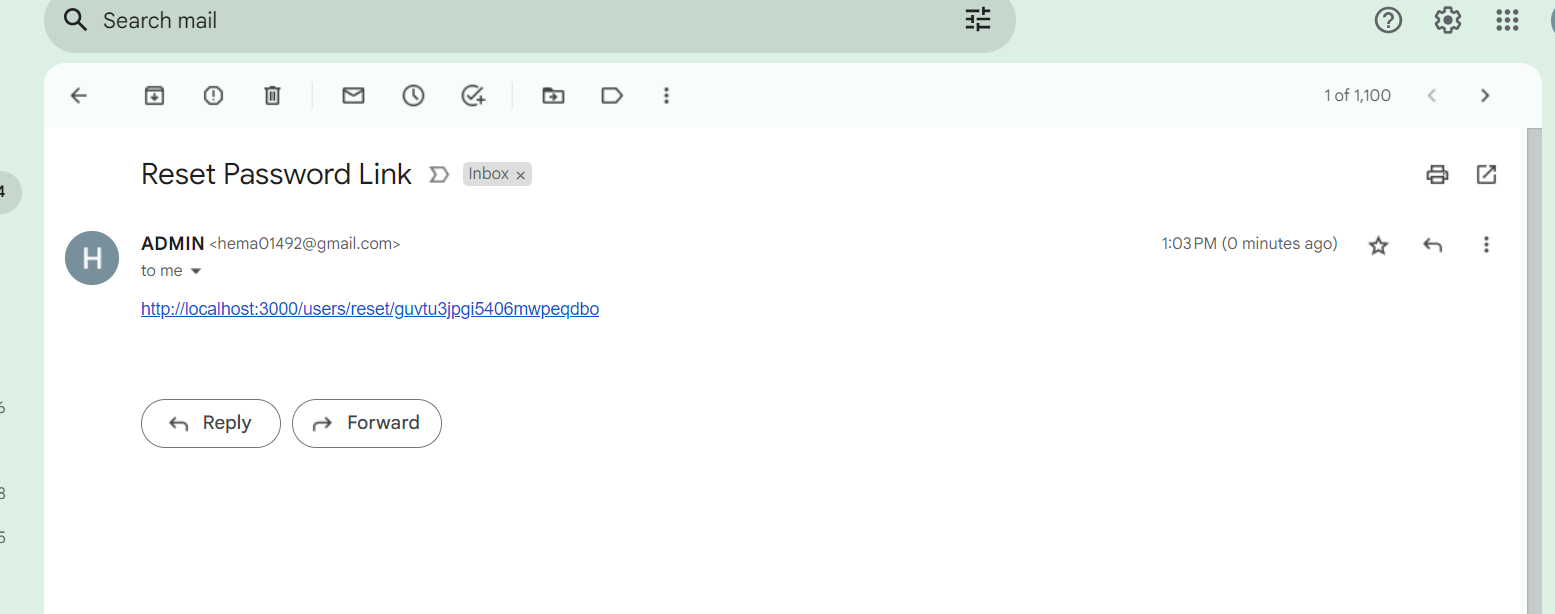 Search mail
1 of 1,100
Reset Password Link Inbox ×
H
ADMIN <hema01492@gmail.com> 1:03 PM (0 minutes ago)
to me
http://localhost:3000/users/reset/guvtu3jpgi5406mwpeqdbo
Reply Forward